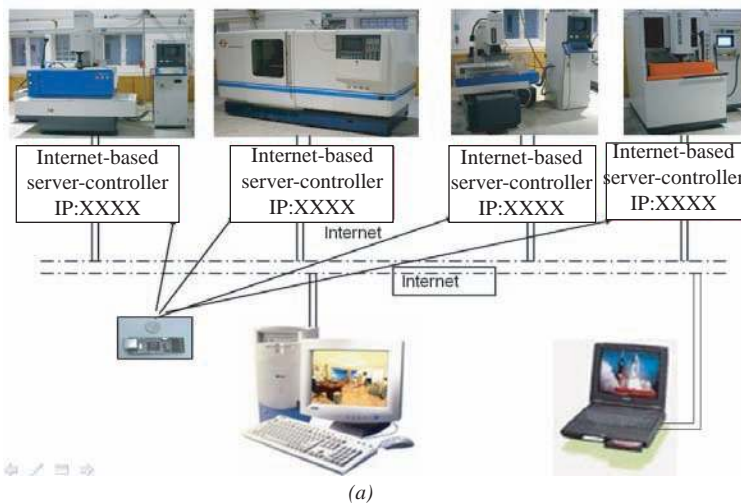 Internet-based
server-controller
IP:XXXX
Internet-based
server-controller
IP:XXXX
Internet-based
server-controller
IP:XXXX
Internet-based
server-controller
IP:XXXX
Internet
Internet
(a)